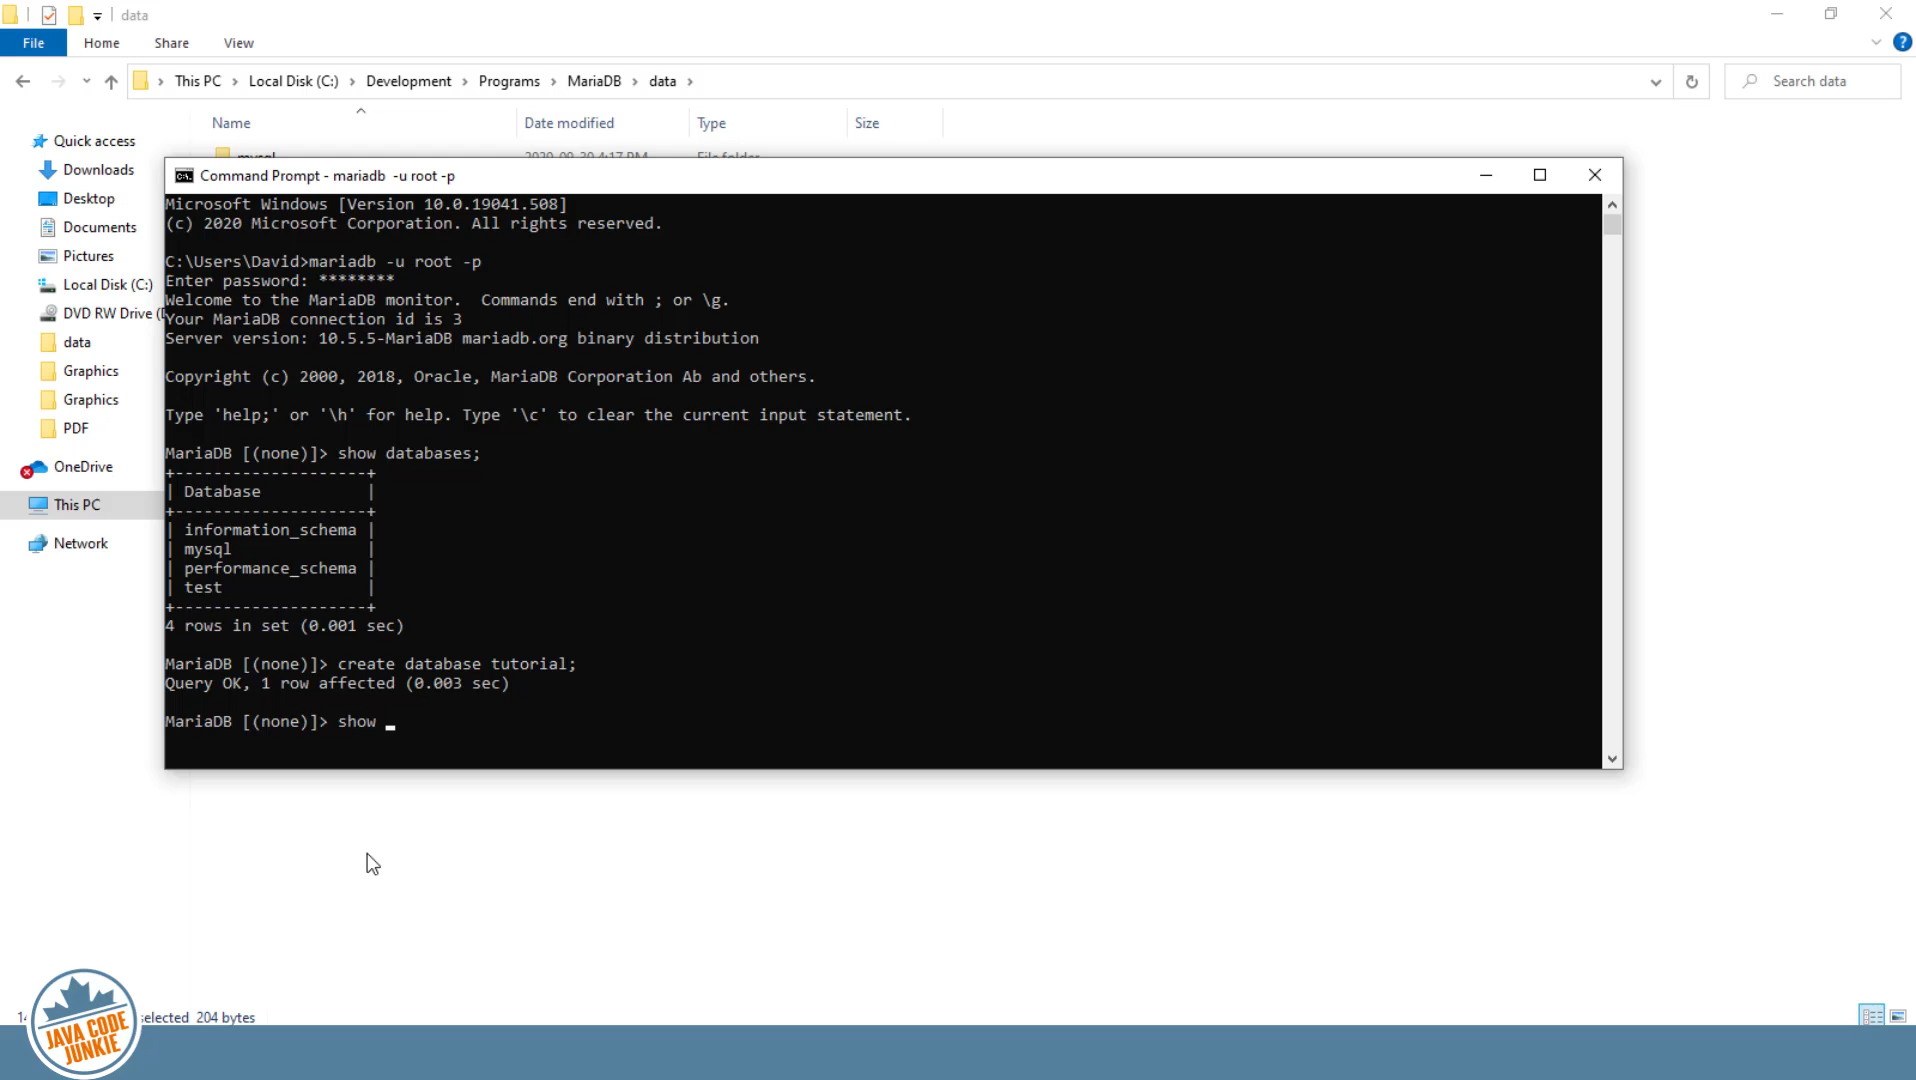 data
File Home Share View
This PC Local Disk (C:) Development Programs MariaDB data
Search data
Name Date modified Type Size
mysql 2020-09-30 4:17 PM File folder
Quick access
Downloads
Desktop
Documents
Pictures
Local Disk (C:)
DVD RW Drive (
data
Graphics
Graphics
PDF
OneDrive
This PC
Network
Command Prompt - mariadb -u root -p
Microsoft Windows [Version 10.0.19041.508]
(c) 2020 Microsoft Corporation. All rights reserved.
C:\Users\David>mariadb -u root -p
Enter password: ********
Welcome to the MariaDB monitor.  Commands end with ; or \g.
Your MariaDB connection id is 3
Server version: 10.5.5-MariaDB mariadb.org binary distribution
Copyright (c) 2000, 2018, Oracle, MariaDB Corporation Ab and others.
Type 'help;' or '\h' for help. Type '\c' to clear the current input statement.
MariaDB [(none)]> show databases;
+--------------------+
| Database           |
+--------------------+
| information_schema |
| mysql              |
| performance_schema |
| test               |
+--------------------+
4 rows in set (0.001 sec)
MariaDB [(none)]> create database tutorial;
Query OK, 1 row affected (0.003 sec)
MariaDB [(none)]> show _
selected 204 bytes
JAVA CODE
JUNKIE